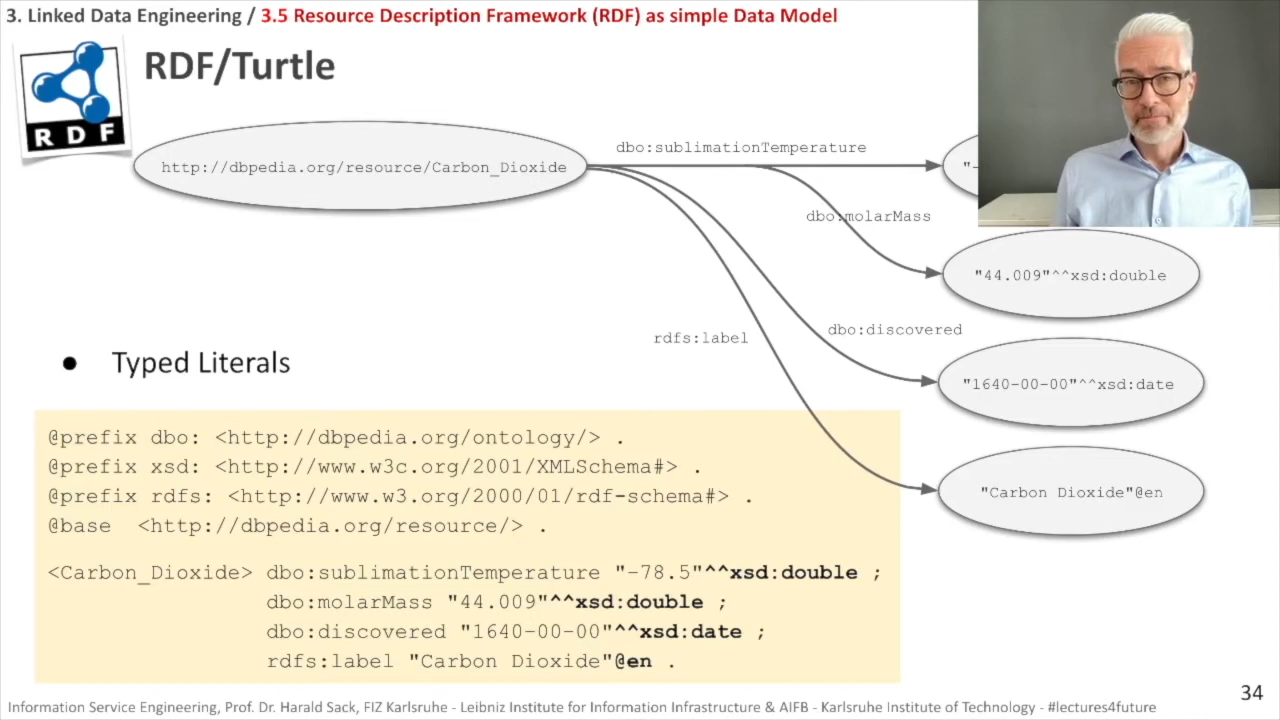 3. Linked Data Engineering / 3.5 Resource Description Framework (RDF) as simple Data Model
RDF
RDF/Turtle
http://dbpedia.org/resource/Carbon_Dioxide
dbo:sublimationTemperature
"-
dbo:molarMass
"44.009"^^xsd:double
dbo:discovered
rdfs:label
"1640-00-00"^^xsd:date
"Carbon Dioxide"@en
● Typed Literals
@prefix dbo: <http://dbpedia.org/ontology/> .
@prefix xsd: <http://www.w3c.org/2001/XMLSchema#> .
@prefix rdfs: <http://www.w3.org/2000/01/rdf-schema#> .
@base <http://dbpedia.org/resource/> .
<Carbon_Dioxide> dbo:sublimationTemperature "-78.5"^^xsd:double ;
dbo:molarMass "44.009"^^xsd:double ;
dbo:discovered "1640-00-00"^^xsd:date ;
rdfs:label "Carbon Dioxide"@en .
34
Information Service Engineering, Prof. Dr. Harald Sack, FIZ Karlsruhe - Leibniz Institute for Information Infrastructure & AIFB - Karlsruhe Institute of Technology - #lectures4future